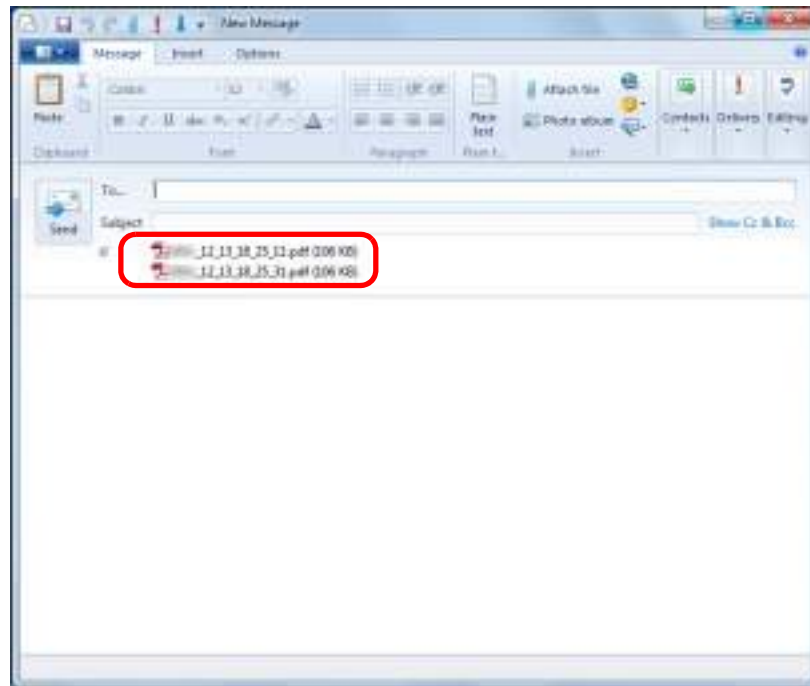 New Message
Message Insert Options
Paste
Plain text
Attach file
Photo album
Contacts Delivery Editing
Clipboard Font Paragraph Plain t... Insert
To...
Send
Subject
Show Cc & Bcc
_12_13_18_25_12.pdf (106 KB)
_12_13_18_25_31.pdf (106 KB)